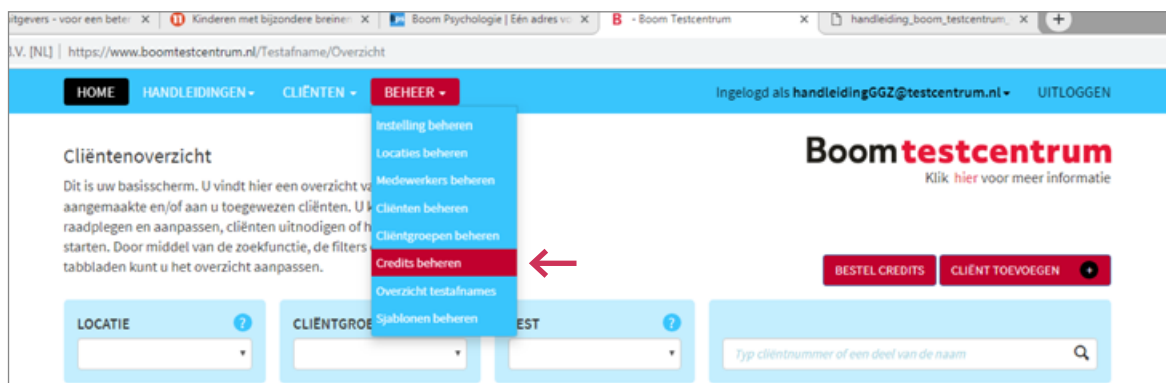 itgevers - voor een beter
Kinderen met bijzondere breinen
Boom Psychologie | Eén adres vo
B - Boom Testcentrum
handleiding_boom_testcentrum_
.V. [NL] | https://www.boomtestcentrum.nl/Testafname/Overzicht
HOME HANDLEIDINGEN CLIËNTEN BEHEER Ingelogd als handleidingGGZ@testcentrum.nl UITLOGGEN
Instelling beheren
Locaties beheren
Medewerkers beheren
Cliënten beheren
Cliëntgroepen beheren
Credits beheren
Overzicht testafnames
Sjablonen beheren
Cliëntenoverzicht
Dit is uw basisscherm. U vindt hier een overzicht va
aangemaakte en/of aan u toegewezen cliënten. U k
raadplegen en aanpassen, cliënten uitnodigen of h
starten. Door middel van de zoekfunctie, de filters
tabbladen kunt u het overzicht aanpassen.
Boom testcentrum
Klik hier voor meer informatie
BESTEL CREDITS CLIËNT TOEVOEGEN
LOCATIE ? CLIËNTGROE EST ?
Typ cliëntnummer of een deel van de naam